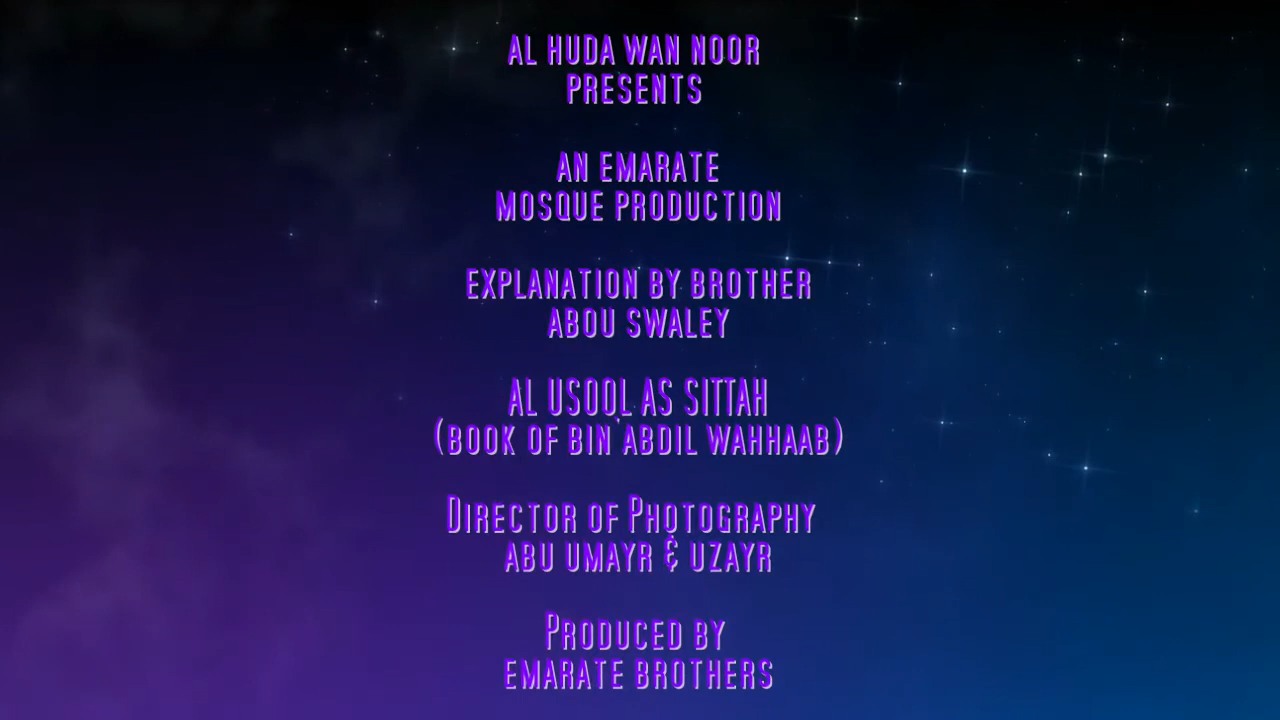 AL HUDA WAN NOOR
PRESENTS
AN EMARATE
MOSQUE PRODUCTION
EXPLANATION BY BROTHER
ABOU SWALEY
AL USOOL AS SITTAH
(BOOK OF BIN ABDIL WAHHAAB)
DIRECTOR OF PHOTOGRAPHY
ABU UMAYR & UZAYR
PRODUCED BY
EMARATE BROTHERS